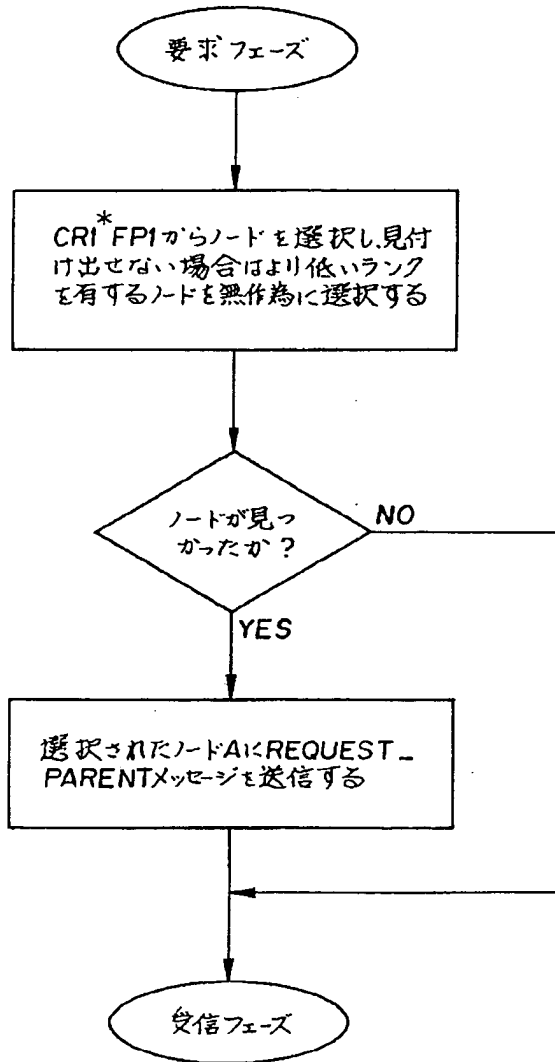 要求フェーズ
CR1*FP1からノードを選択し、見付
け出せない場合はより低いランク
を有するノードを無作為に選択する
ノードが見つ
かったか?
NO
YES
選択されたノードAにREQUEST_
PARENTメッセージを送信する
受信フェーズ